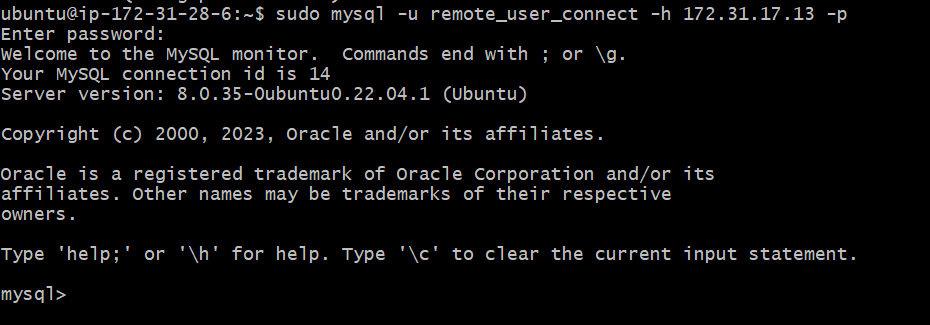 ubuntu@ip-172-31-28-6:~$ sudo mysql -u remote_user_connect -h 172.31.17.13 -p
Enter password:
Welcome to the MySQL monitor.  Commands end with ; or \g.
Your MySQL connection id is 14
Server version: 8.0.35-0ubuntu0.22.04.1 (Ubuntu)
Copyright (c) 2000, 2023, Oracle and/or its affiliates.
Oracle is a registered trademark of Oracle Corporation and/or its
affiliates. Other names may be trademarks of their respective
owners.
Type 'help;' or '\h' for help. Type '\c' to clear the current input statement.
mysql>